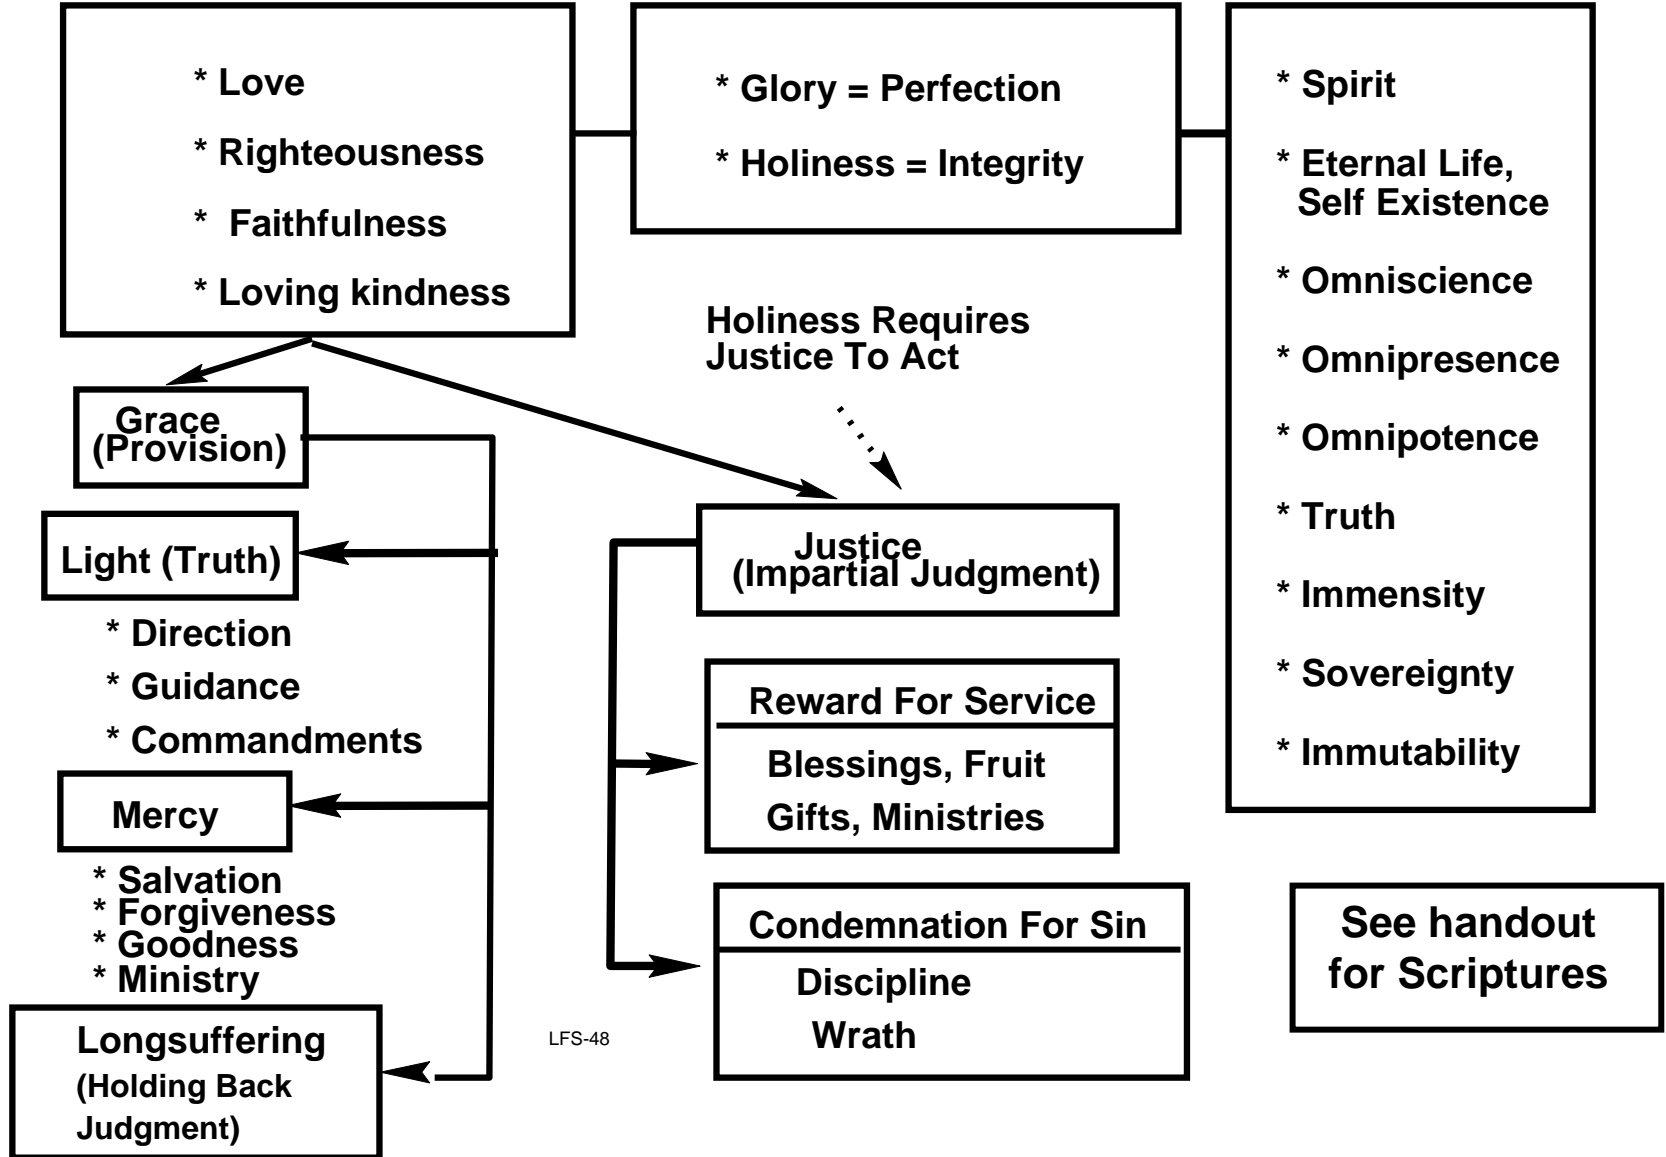 * Love
* Righteousness
* Faithfulness
* Loving kindness
* Glory = Perfection
* Holiness = Integrity
* Spirit
* Eternal Life,
Self Existence
* Omniscience
* Omnipresence
* Omnipotence
* Truth
* Immensity
* Sovereignty
* Immutability
Holiness Requires
Justice To Act
Grace
(Provision)
Light (Truth)
* Direction
* Guidance
* Commandments
Mercy
* Salvation
* Forgiveness
* Goodness
* Ministry
Longsuffering
(Holding Back
Judgment)
Justice
(Impartial Judgment)
Reward For Service
Blessings, Fruit
Gifts, Ministries
Condemnation For Sin
Discipline
Wrath
LFS-48
See handout
for Scriptures